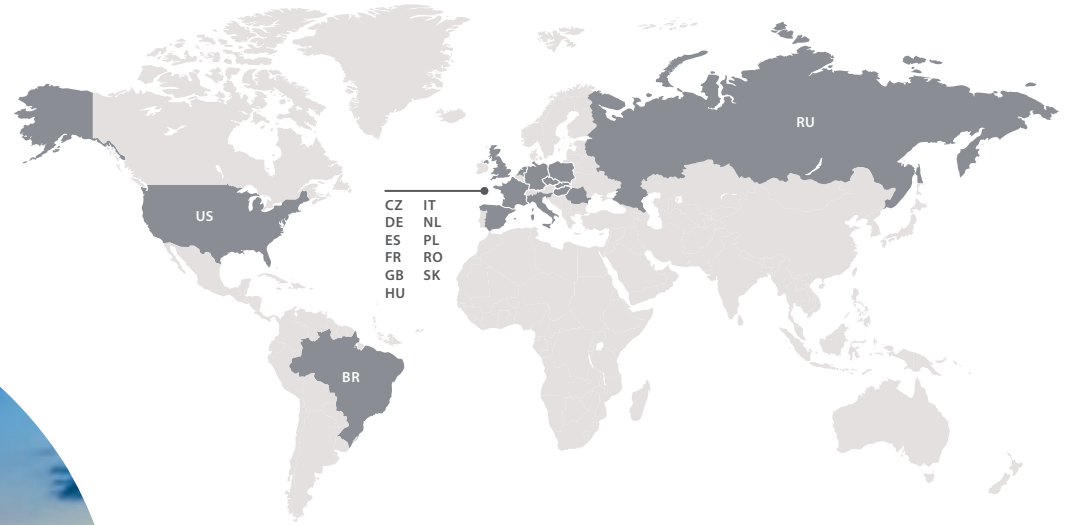 RU
US
CZ IT
DE NL
ES PL
FR RO
GB SK
HU
BR